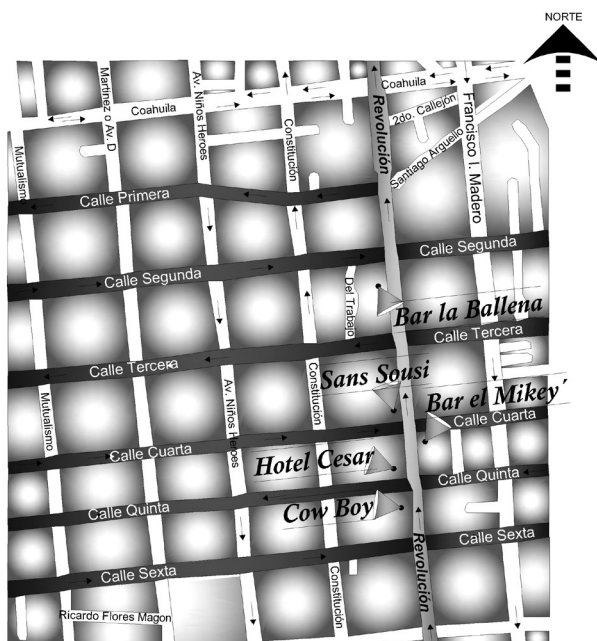 NORTE
Coahuila
Coahuila
2do. Callejón
Santiago Arguello
Mutualismo
Martinez o Av. D
Av. Niños Heroes
Constitución
Revolución
Francisco I. Madero
Calle Primera
Calle Segunda
Calle Segunda
Del Trabajo
Bar la Ballena
Calle Tercera
Calle Tercera
Sans Sousi
Bar el Mikey´
Mutualismo
Av. Niños Heroes
Constitución
Calle Cuarta
Calle Cuarta
Hotel Cesar
Calle Quinta
Calle Quinta
Cow Boy
Calle Sexta
Calle Sexta
Revolución
Constitución
Ricardo Flores Magon